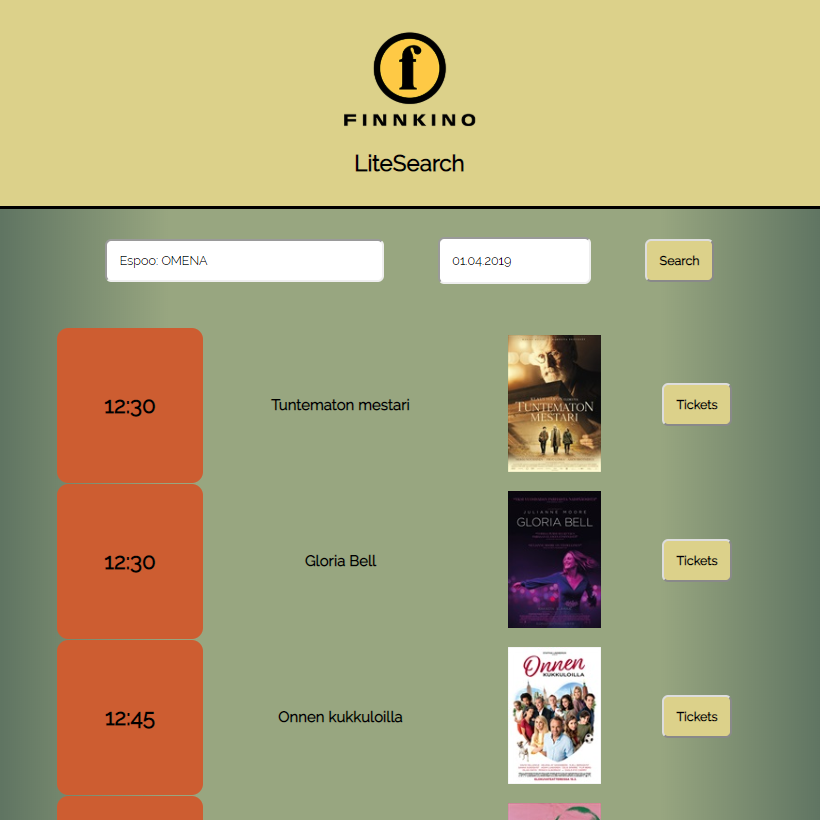 f
FINNKINO
LiteSearch
Espoo: OMENA
01.04.2019
Search
12:30
Tuntematon mestari
TUNTEMATON
MESTARI
Tickets
12:30
Gloria Bell
JULIANNE MOORE
GLORIA BELL
Tickets
12:45
Onnen kukkuloilla
Onnen
KUKKULOILLA
Tickets